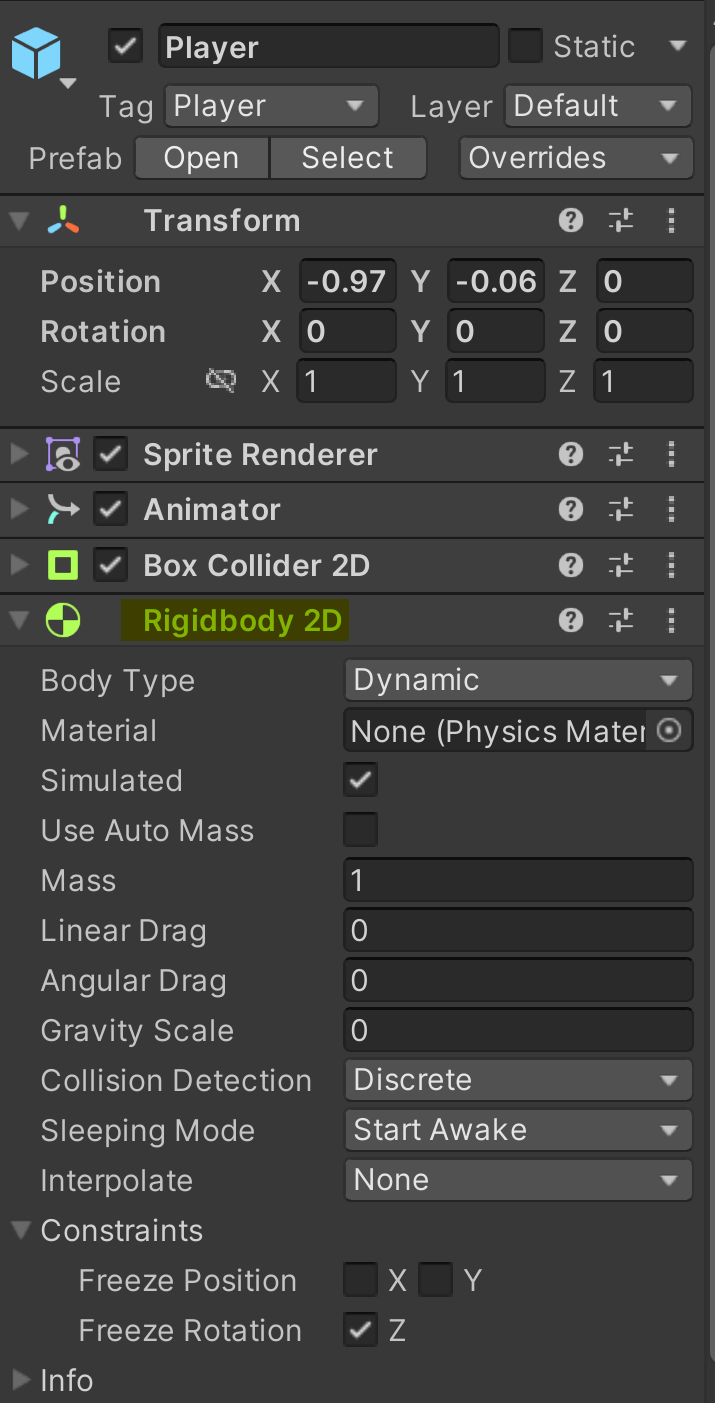 Player Static
Tag Player Layer Default
Prefab Open Select Overrides
Transform
Position X -0.97 Y -0.06 Z 0
Rotation X 0 Y 0 Z 0
Scale X 1 Y 1 Z 1
Sprite Renderer
Animator
Box Collider 2D
Rigidbody 2D
Body Type Dynamic
Material None (Physics Mater
Simulated
Use Auto Mass
Mass 1
Linear Drag 0
Angular Drag 0
Gravity Scale 0
Collision Detection Discrete
Sleeping Mode Start Awake
Interpolate None
Constraints
Freeze Position X Y
Freeze Rotation Z
Info